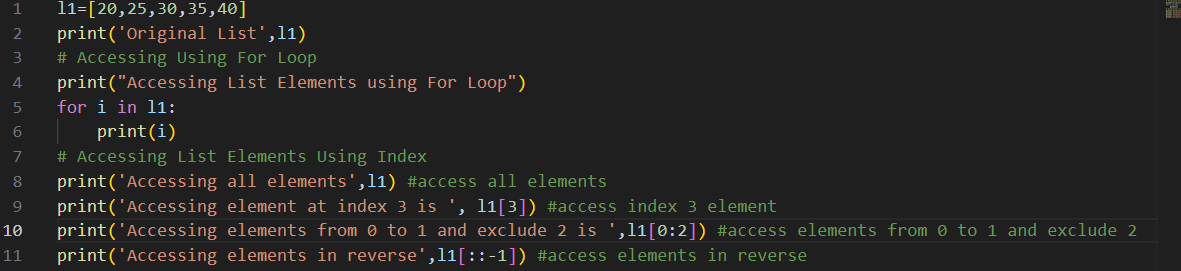 1 l1=[20,25,30,35,40]
2 print('Original List',l1)
3 # Accessing Using For Loop
4 print("Accessing List Elements using For Loop")
5 for i in l1:
6     print(i)
7 # Accessing List Elements Using Index
8 print('Accessing all elements',l1) #access all elements
9 print('Accessing element at index 3 is ', l1[3]) #access index 3 element
10 print('Accessing elements from 0 to 1 and exclude 2 is ',l1[0:2]) #access elements from 0 to 1 and exclude 2
11 print('Accessing elements in reverse',l1[::-1]) #access elements in reverse